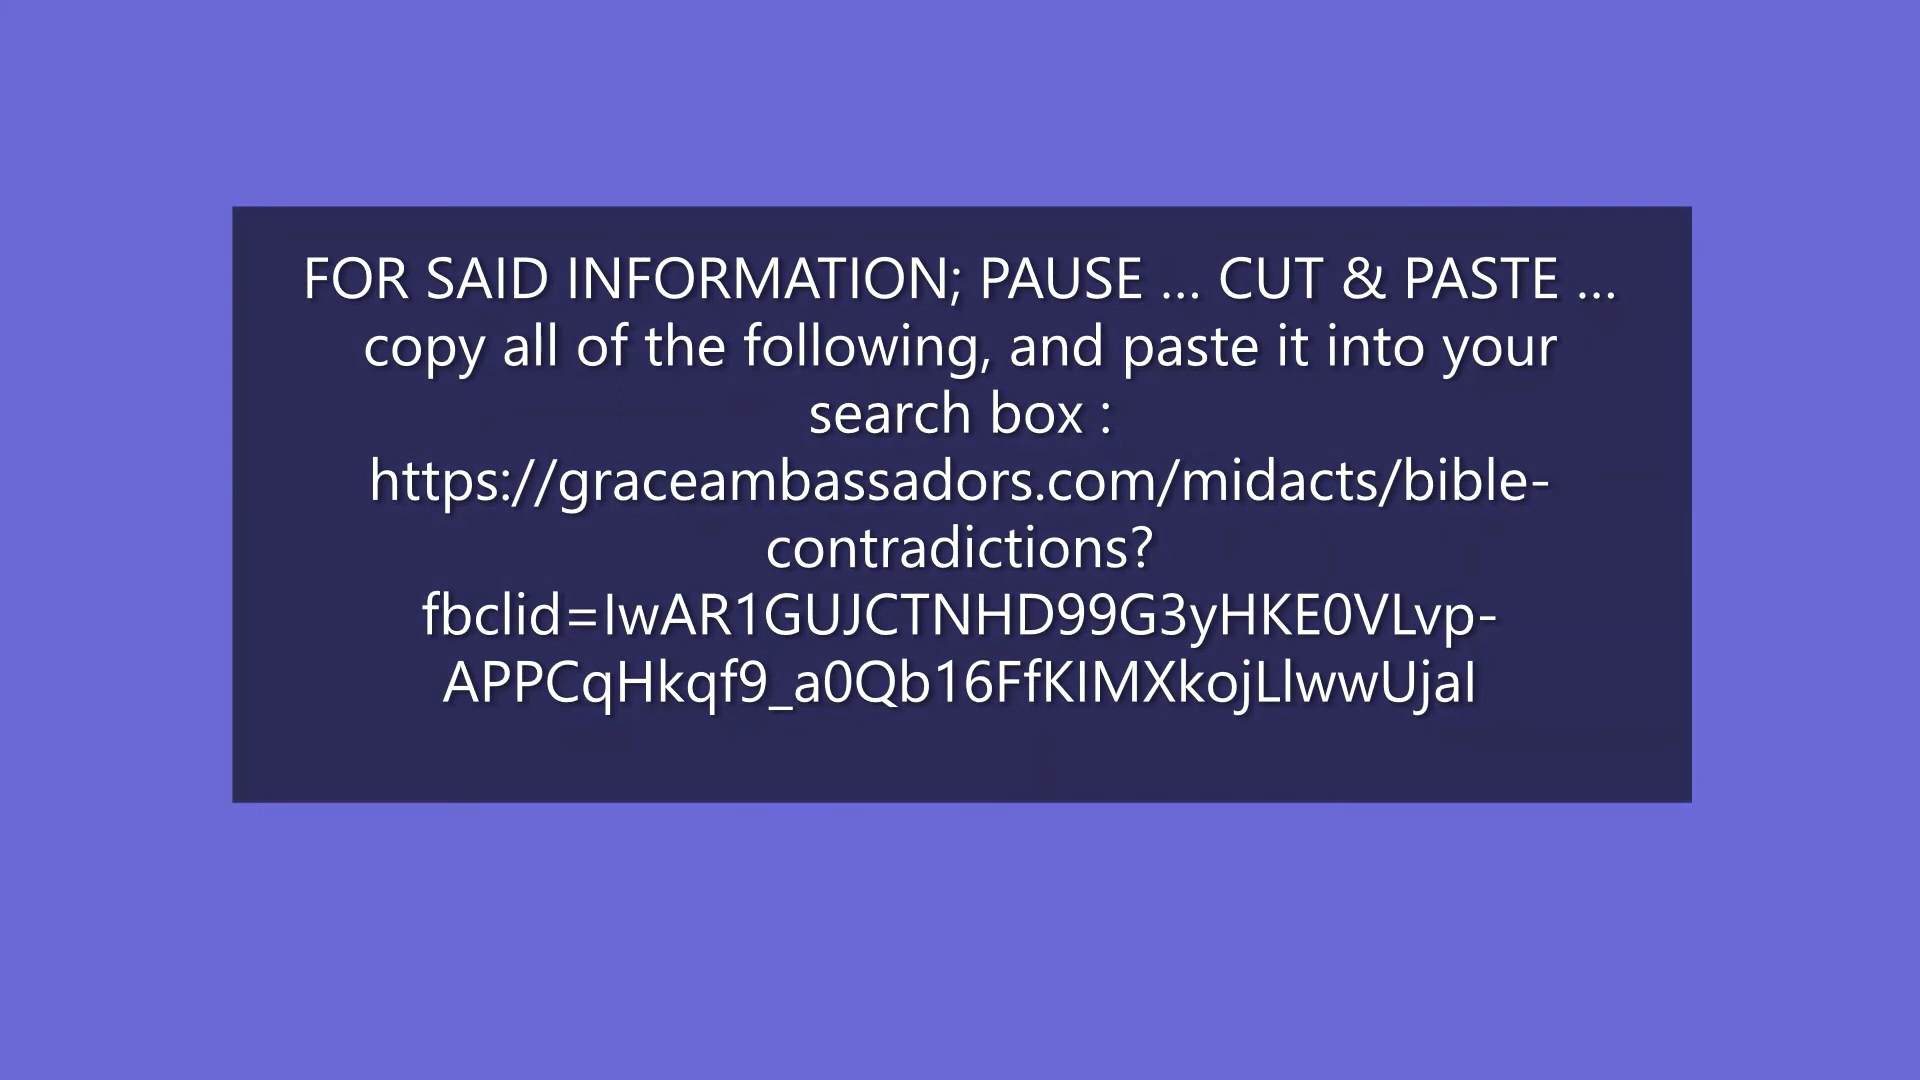 FOR SAID INFORMATION; PAUSE ... CUT & PASTE ...
copy all of the following, and paste it into your
search box :
https://graceambassadors.com/midacts/bible-
contradictions?
fbclid=IwAR1GUJCTNHD99G3yHKE0VLvp-
APPCqHkqf9_a0Qb16FfKIMXkojLlwwUjaI